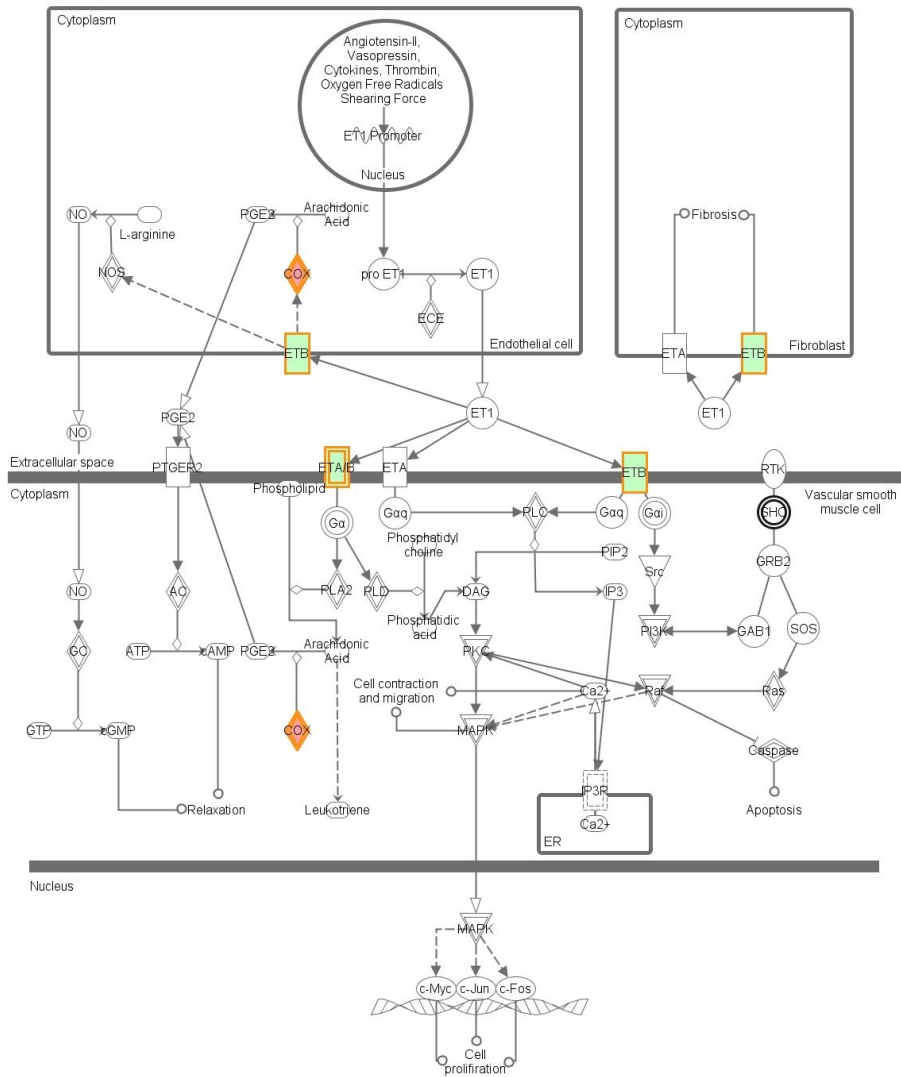 Cytoplasm
Angiotensin-II,
Vasopressin,
Cytokines, Thrombin,
Oxygen Free Radicals
Shearing Force
ET1 Promoter
Nucleus
NO
L-arginine
PGE2
Arachidonic
Acid
NOS
COX
pro ET1
ET1
ECE
ETB
Endothelial cell
Cytoplasm
Fibrosis
ETA
ETB
Fibroblast
ET1
ET1
PGE2
NO
Extracellular space
PTGER2
ETA/B
ETA
ETB
RTK
Cytoplasm
Vascular smooth
muscle cell
Phospholipid
Gα
Gαq
PLC
Gαq
Gαi
SHC
Phosphatidyl
choline
PIP2
GRB2
Src
NO
AC
PLA2
PLD
DAG
IP3
Phosphatidic
acid
PI3K
GAB1
SOS
GC
ATP
cAMP
PGE2
Arachidonic
Acid
PKC
Cell contraction
and migration
Ca2+
Raf
Ras
GTP
cGMP
COX
MAPK
Caspase
Relaxation
Leukotriene
IP3R
Ca2+
ER
Apoptosis
Nucleus
MAPK
c-Myc
c-Jun
c-Fos
Cell
prolifiration